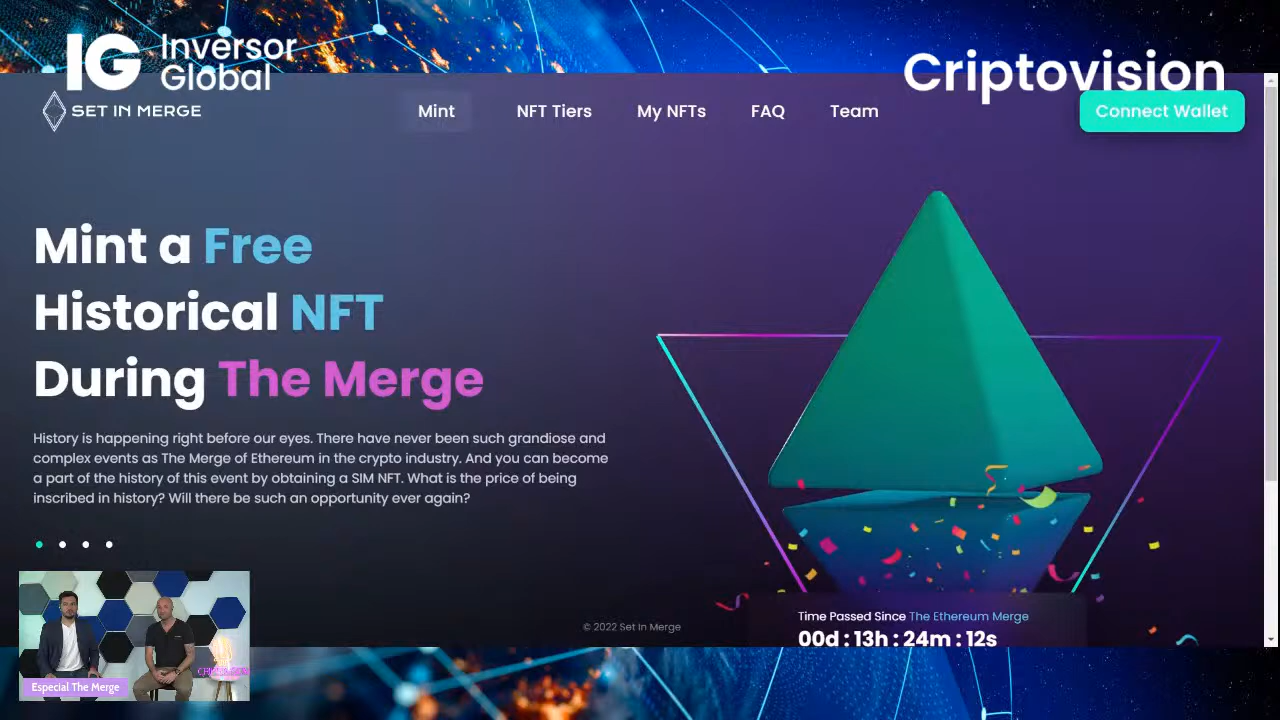 IG Inversor
Global
Criptovision
SET IN MERGE
Mint
NFT Tiers
My NFTs
FAQ
Team
Connect Wallet
Mint a Free
Historical NFT
During The Merge
History is happening right before our eyes. There have never been such grandiose and
complex events as The Merge of Ethereum in the crypto industry. And you can become
a part of the history of this event by obtaining a SIM NFT. What is the price of being
inscribed in history? Will there be such an opportunity ever again?
Time Passed Since The Ethereum Merge
00d : 13h : 24m : 12s
© 2022 Set In Merge
Especial The Merge